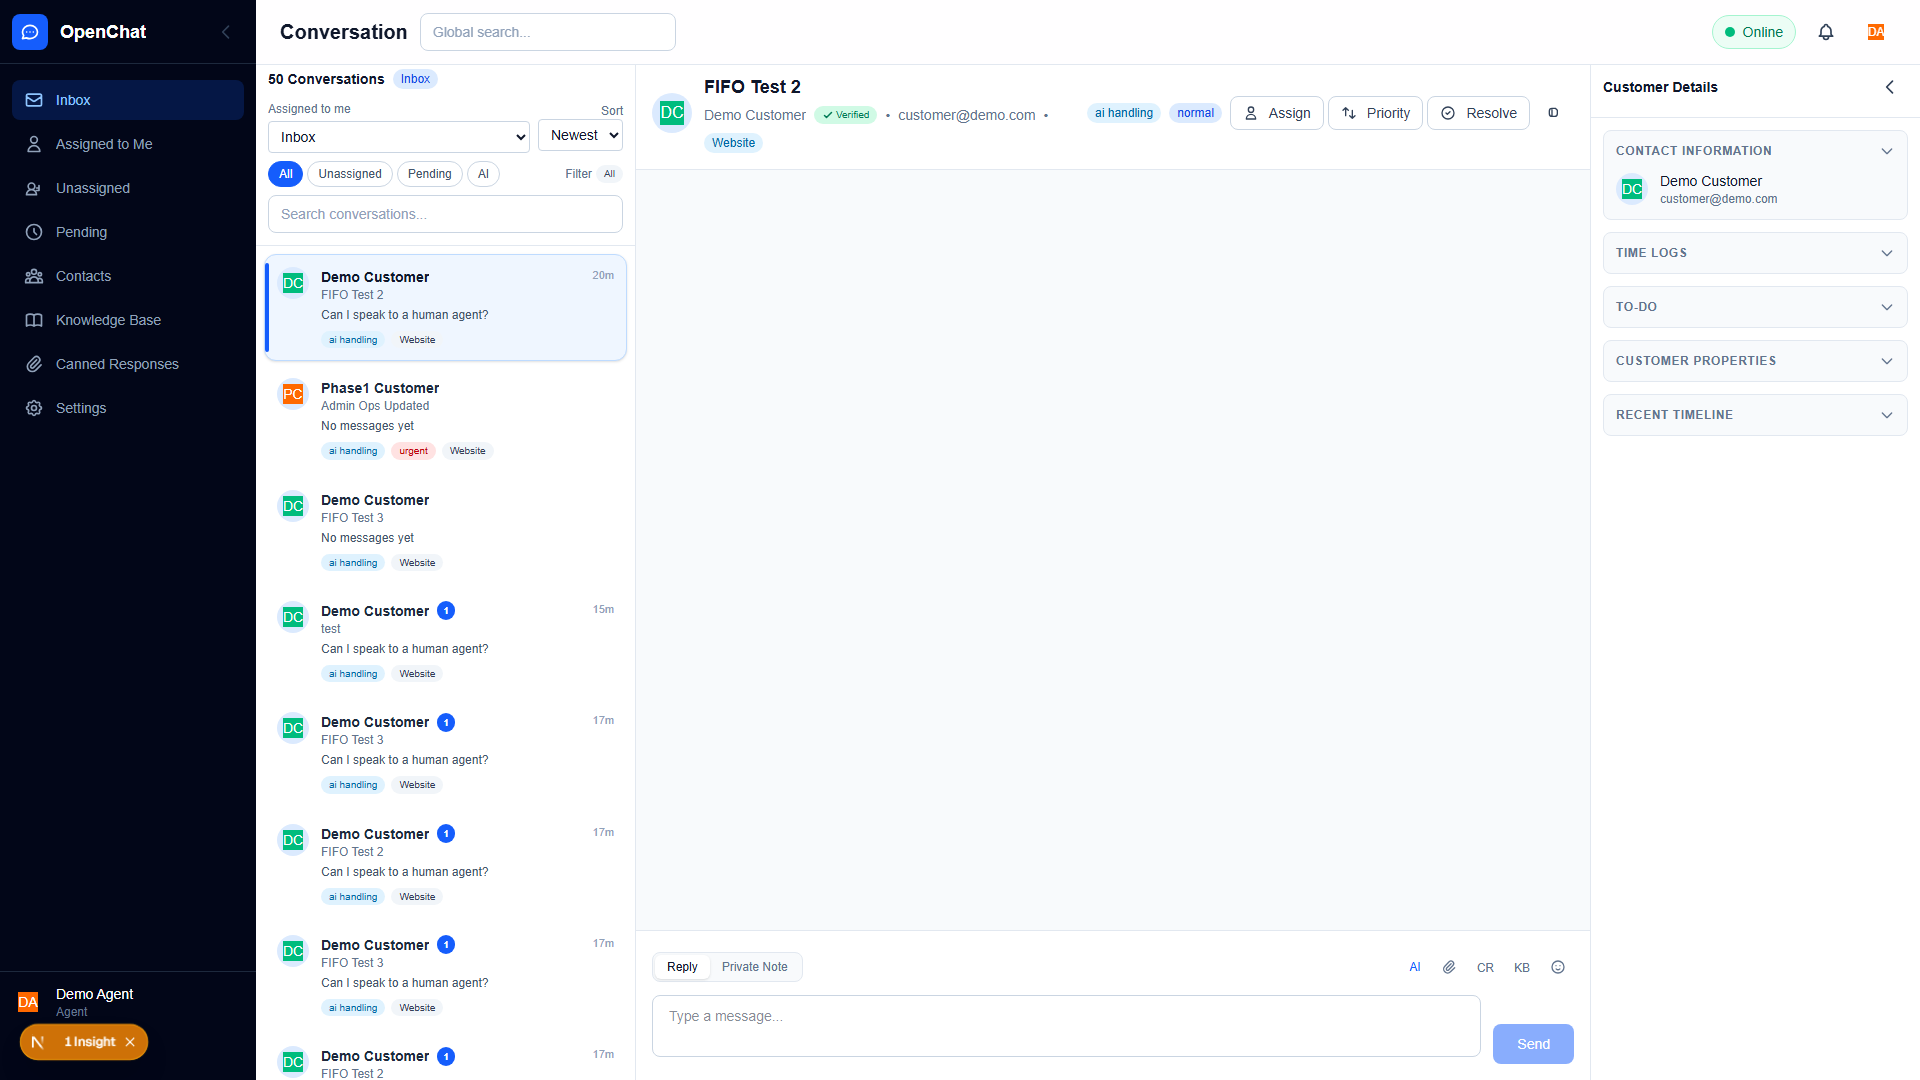 OpenChat
Inbox
Assigned to Me
Unassigned
Pending
Contacts
Knowledge Base
Canned Responses
Settings
DA
Demo Agent
Agent
N 1 Insight
Conversation
Global search...
Online
DA
50 Conversations Inbox
Assigned to me
Sort
Inbox
Newest
All Unassigned Pending AI
Filter All
Search conversations...
DC
Demo Customer 20m
FIFO Test 2
Can I speak to a human agent?
ai handling Website
PC
Phase1 Customer
Admin Ops Updated
No messages yet
ai handling urgent Website
DC
Demo Customer
FIFO Test 3
No messages yet
ai handling Website
DC
Demo Customer 1 15m
test
Can I speak to a human agent?
ai handling Website
DC
Demo Customer 1 17m
FIFO Test 3
Can I speak to a human agent?
ai handling Website
DC
Demo Customer 1 17m
FIFO Test 2
Can I speak to a human agent?
ai handling Website
DC
Demo Customer 1 17m
FIFO Test 3
Can I speak to a human agent?
ai handling Website
DC
Demo Customer 1 17m
FIFO Test 2
DC
FIFO Test 2
Demo Customer Verified • customer@demo.com •
Website
ai handling normal Assign Priority Resolve
Reply Private Note
AI CR KB
Type a message...
Send
Customer Details
CONTACT INFORMATION
DC
Demo Customer
customer@demo.com
TIME LOGS
TO-DO
CUSTOMER PROPERTIES
RECENT TIMELINE